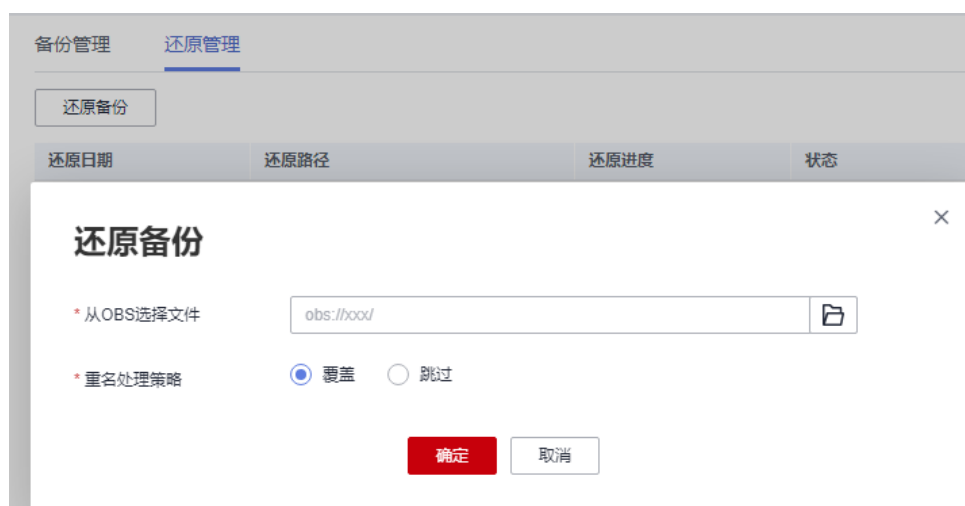 备份管理 还原管理
还原备份
还原日期 还原路径 还原进度 状态
还原备份
* 从OBS选择文件 obs://xxx/
* 重名处理策略 覆盖 跳过
确定 取消